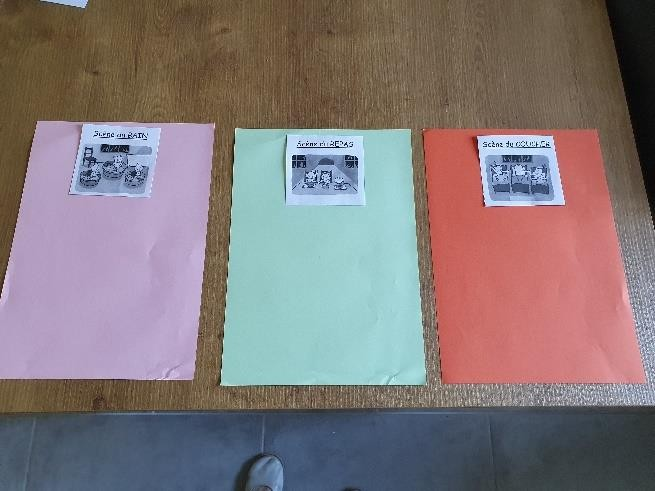 Scène du BAIN
Scène du REPAS
Scène du COUCHER